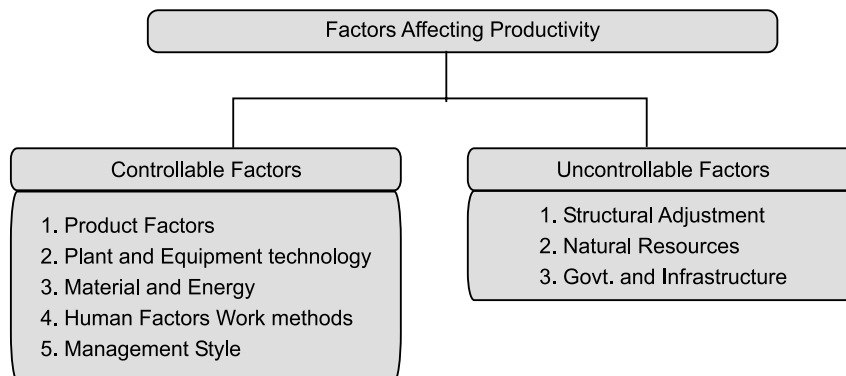 Factors Affecting Productivity
Controllable Factors
1. Product Factors
2. Plant and Equipment technology
3. Material and Energy
4. Human Factors Work methods
5. Management Style
Uncontrollable Factors
1. Structural Adjustment
2. Natural Resources
3. Govt. and Infrastructure